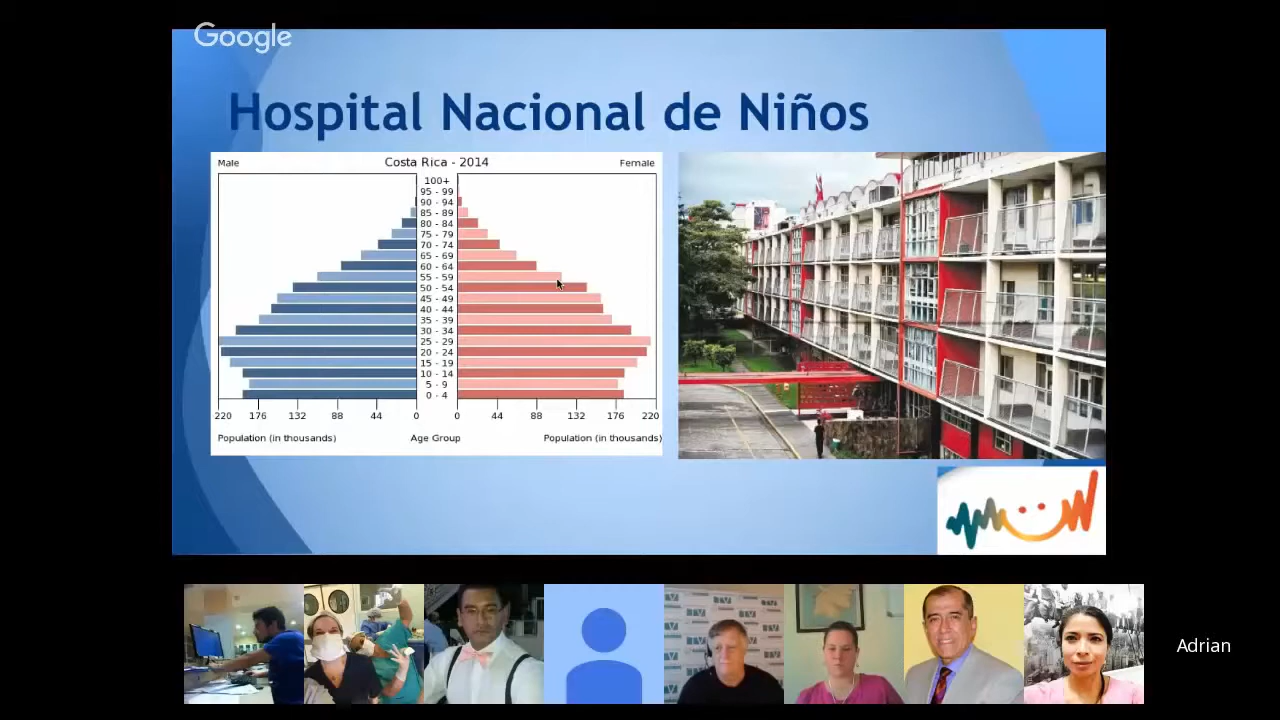 Google
Hospital Nacional de Niños
Male
Costa Rica - 2014
Female
100+
95 - 99
90 - 94
85 - 89
80 - 84
75 - 79
70 - 74
65 - 69
60 - 64
55 - 59
50 - 54
45 - 49
40 - 44
35 - 39
30 - 34
25 - 29
20 - 24
15 - 19
10 - 14
5 - 9
0 - 4
220 176 132 88 44 0 0 44 88 132 176 220
Population (in thousands)
Age Group
Population (in thousands)
Adrian